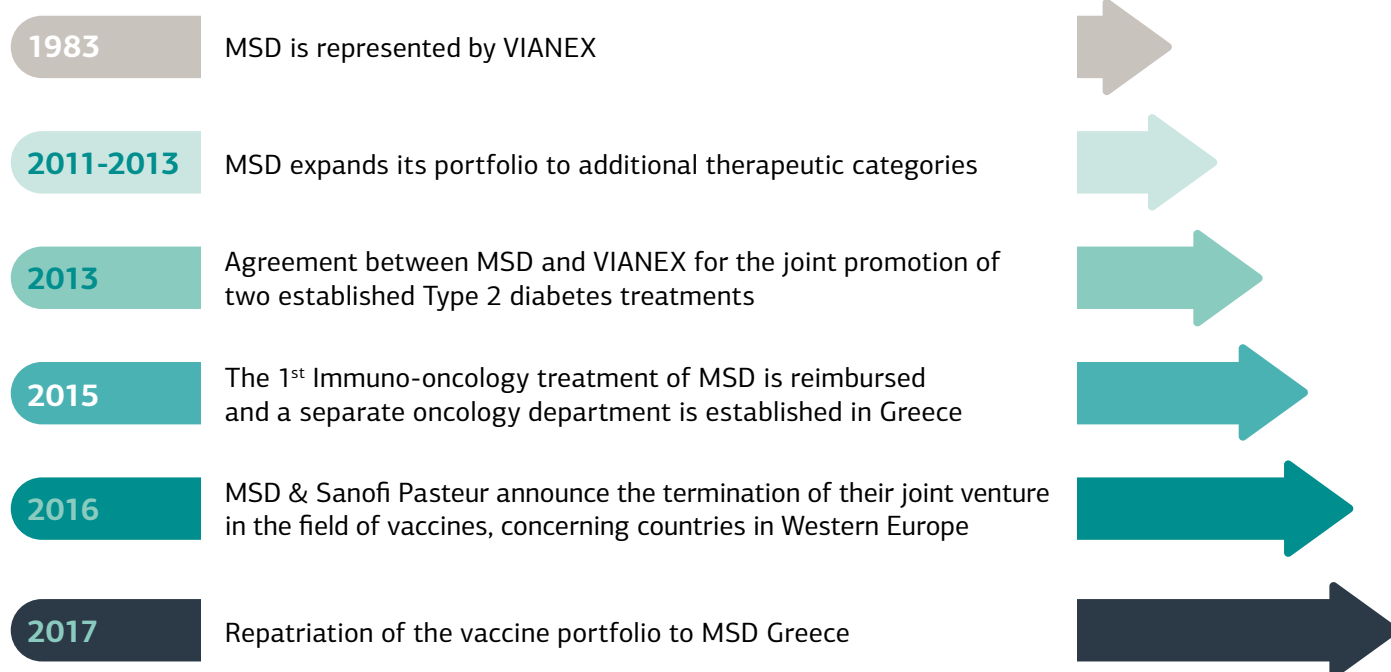 1983
MSD is represented by VIANEX
2011-2013
MSD expands its portfolio to additional therapeutic categories
2013
Agreement between MSD and VIANEX for the joint promotion of
two established Type 2 diabetes treatments
2015
The 1st Immuno-oncology treatment of MSD is reimbursed
and a separate oncology department is established in Greece
2016
MSD & Sanofi Pasteur announce the termination of their joint venture
in the field of vaccines, concerning countries in Western Europe
2017
Repatriation of the vaccine portfolio to MSD Greece